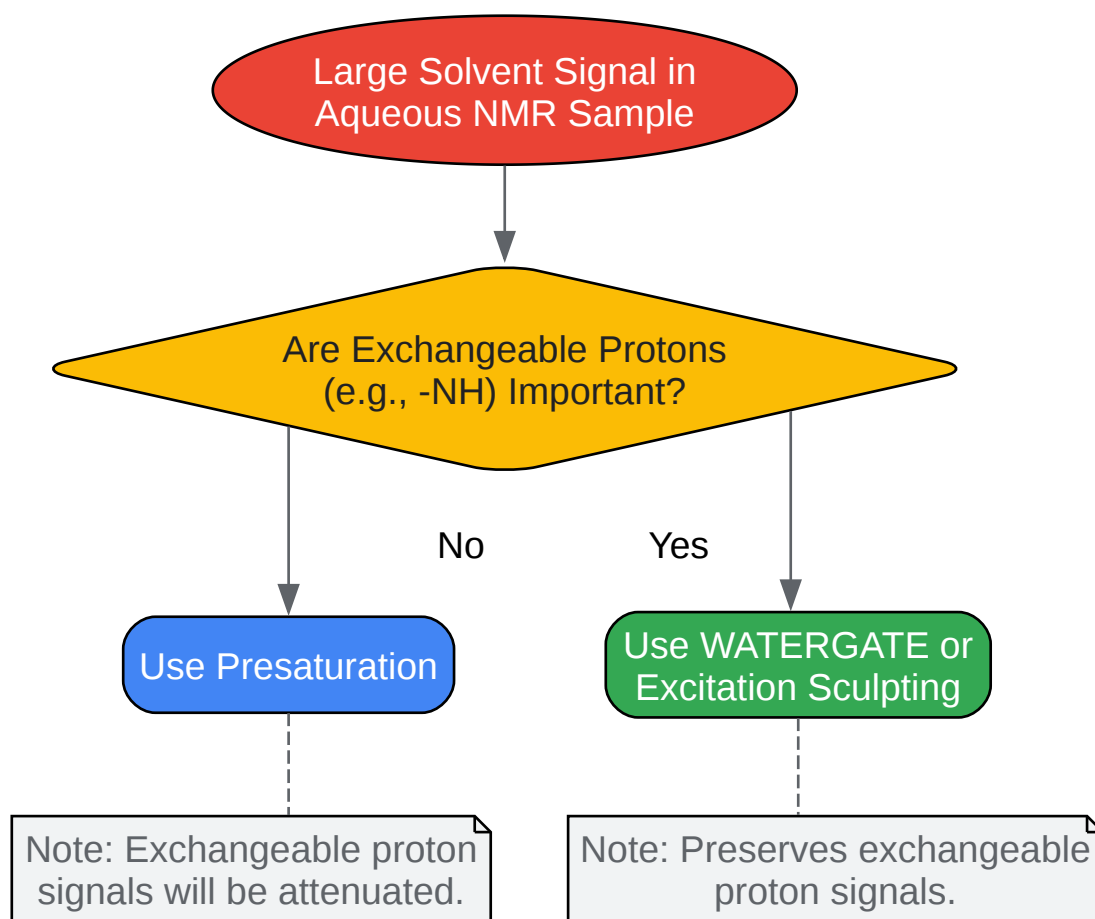 Large Solvent Signal in
Aqueous NMR Sample
Are Exchangeable Protons
(e.g., -NH) Important?
No
Yes
Use Presaturation
Use WATERGATE or
Excitation Sculpting
Note: Exchangeable proton
signals will be attenuated.
Note: Preserves exchangeable
proton signals.